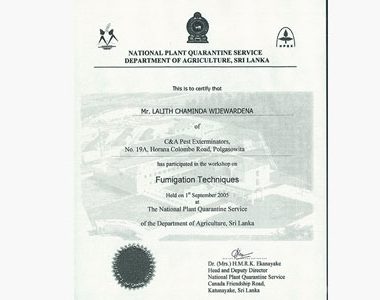 APEX
NATIONAL PLANT QUARANTINE SERVICE
DEPARTMENT OF AGRICULTURE, SRI LANKA
This is to certify that
Mr. LALITH CHAMINDA WIJEWARDENA
of
C&A Pest Exterminators,
No. 19A, Horana Colombo Road, Polgasowita
has participated in the workshop on
Fumigation Techniques
Held on 1st September 2005
at
The National Plant Quarantine Service
of the Department of Agriculture, Sri Lanka
Dr. (Mrs.) H.M.R.K. Ekanayake
Head and Deputy Director
National Plant Quarantine Service
Canada Friendship Road,
Katunayake, Sri Lanka